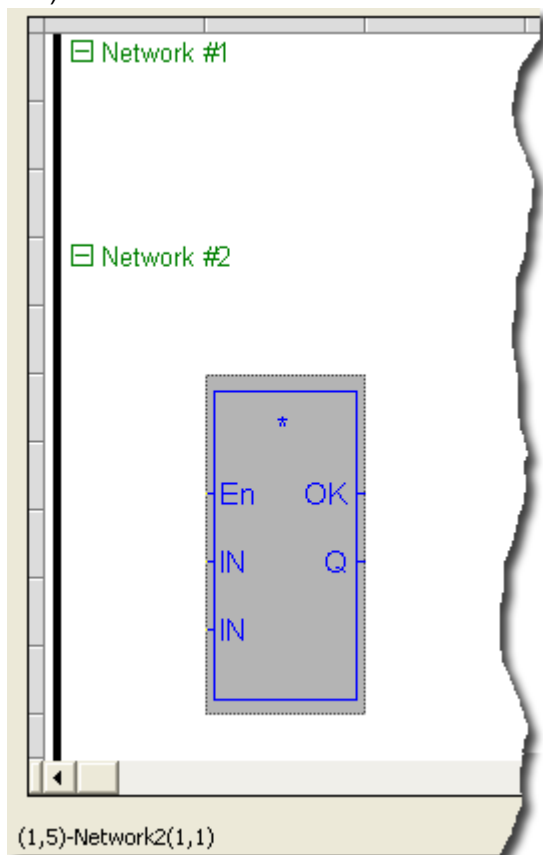 Network #1
Network #2
*
En OK
IN Q
IN
(1,5)-Network2(1,1)